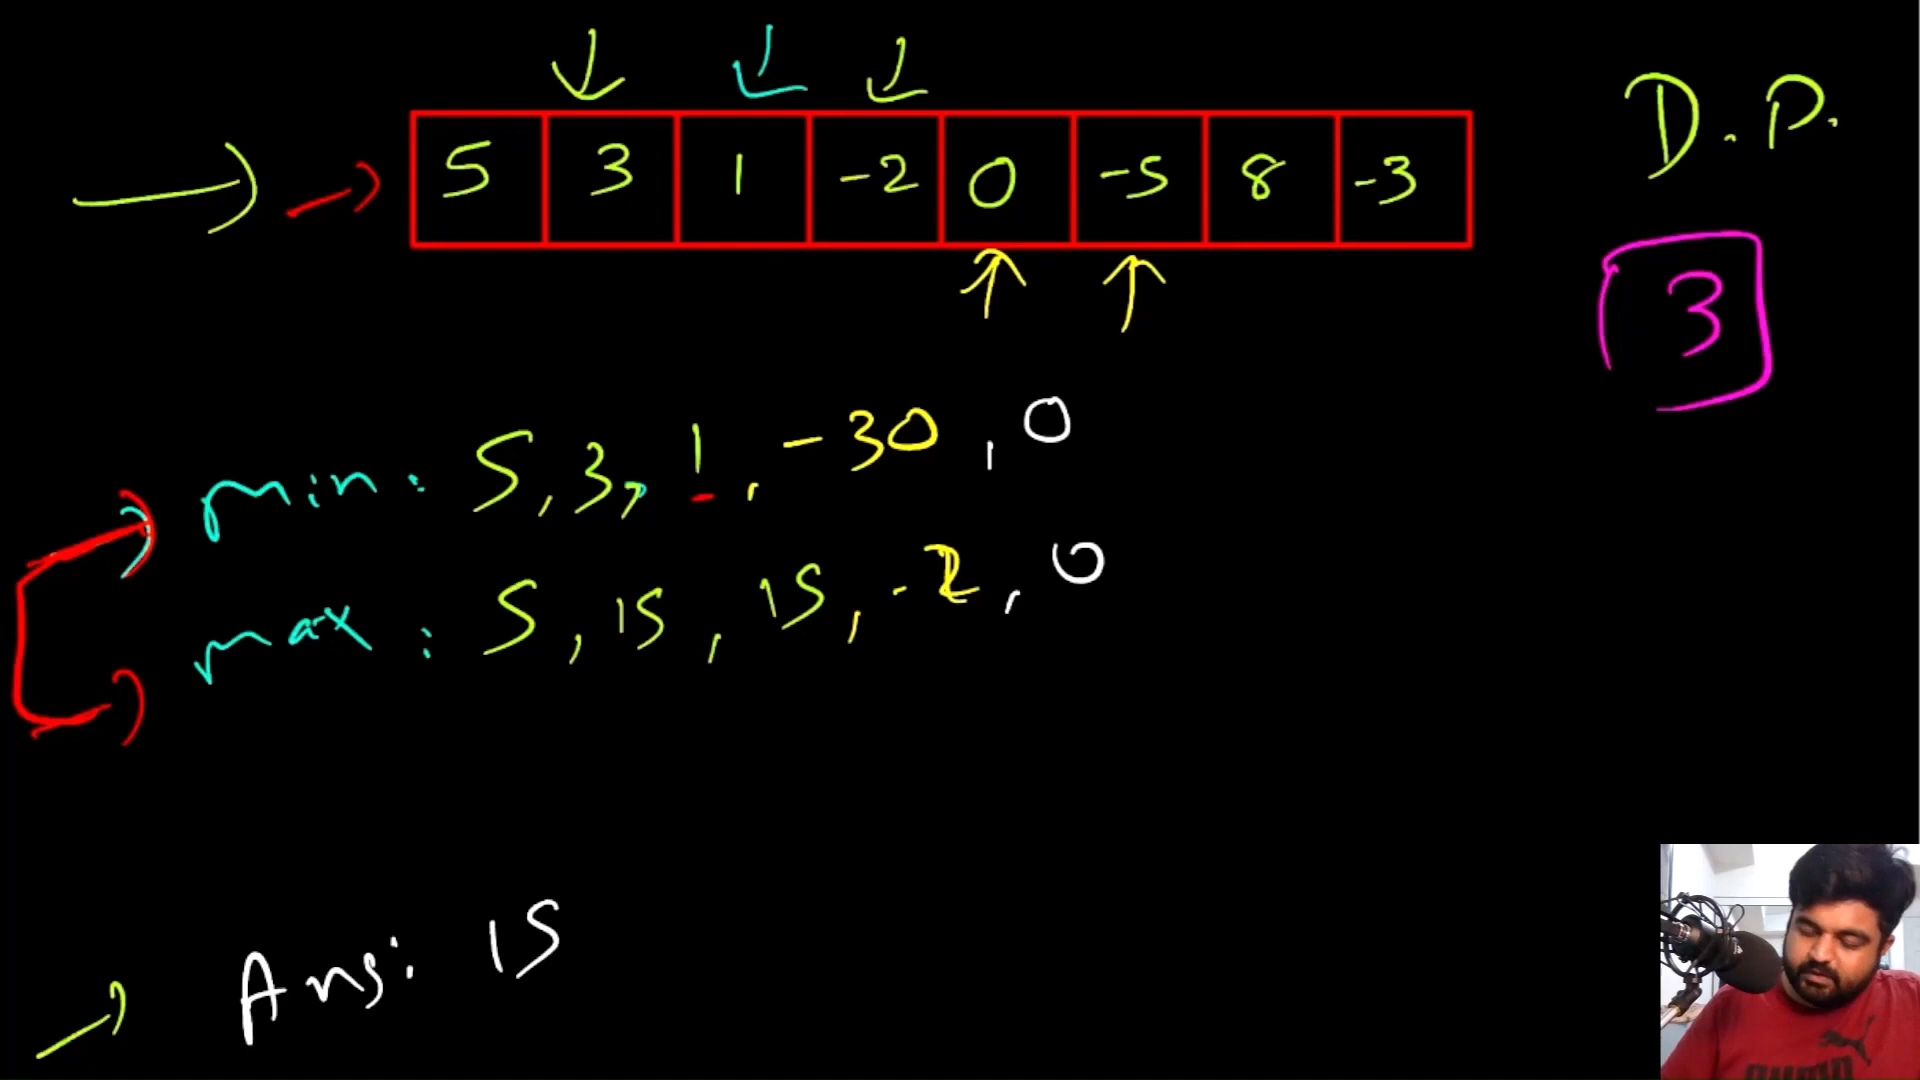 D.P.
5 3 1 -2 0 -5 8 -3
3
min: 5, 3, 1, -30, 0
max: 5, 15, 15, -2, 0
Ans: 15